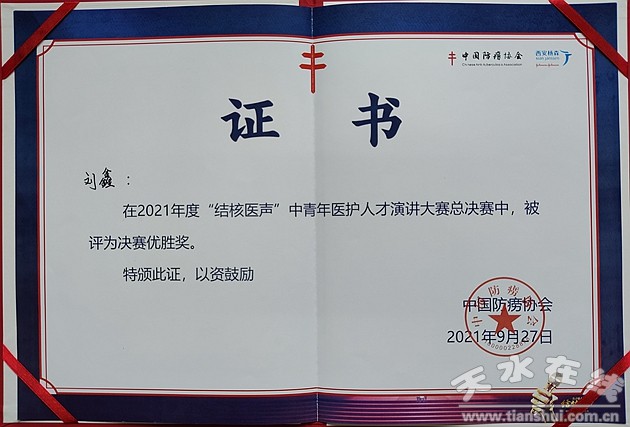 中国防痨协会
Chinese Anti-tuberculosis Association
西安杨森
证 书
刘鑫：
在2021年度“结核医声”中青年医护人才演讲大赛总决赛中，被
评为决赛优胜奖。
特颁此证，以资鼓励
中国防痨协会
2021年9月27日
天水在线
www.tianshui.com.cn